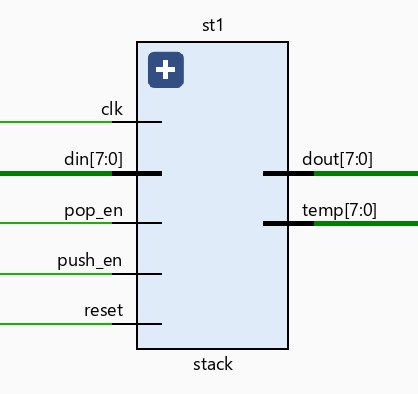 st1
clk
din[7:0]
dout[7:0]
pop_en
temp[7:0]
push_en
reset
stack